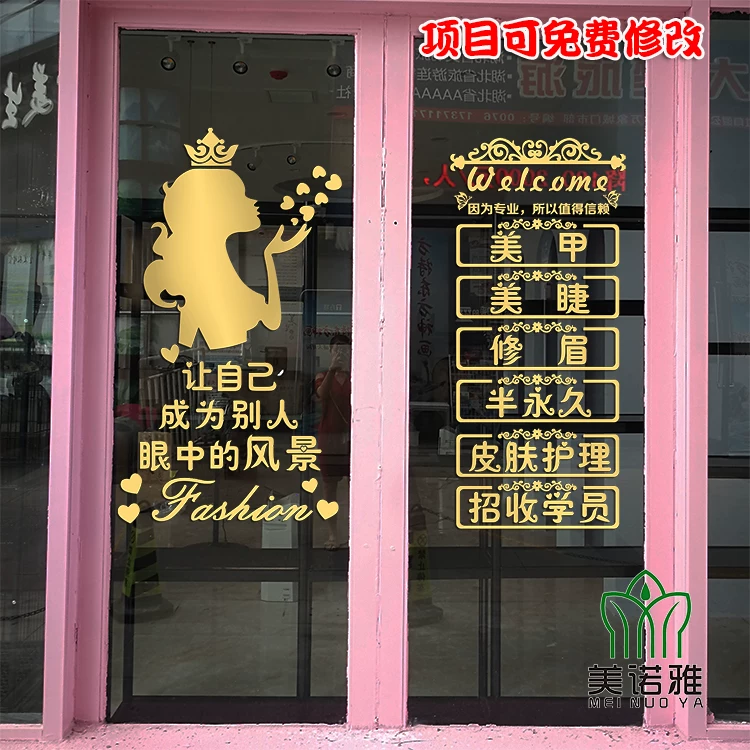 项目可免费修改
让自己
成为别人
眼中的风景
Fashion
Welcome
因为专业，所以值得信赖
美甲
美睫
修眉
半永久
皮肤护理
招收学员
美诺雅
MEI NUO YA